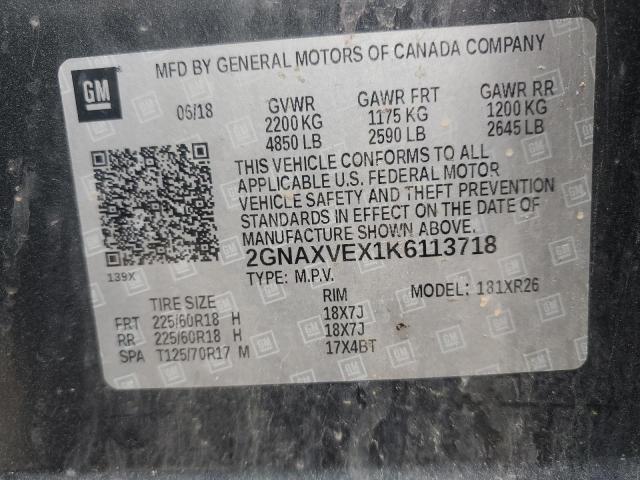 MFD BY GENERAL MOTORS OF CANADA COMPANY
GM
06/18 GVWR GAWR FRT GAWR RR
2200 KG 1175 KG 1200 KG
4850 LB 2590 LB 2645 LB
THIS VEHICLE CONFORMS TO ALL
APPLICABLE U.S. FEDERAL MOTOR
VEHICLE SAFETY AND THEFT PREVENTION
STANDARDS IN EFFECT ON THE DATE OF
MANUFACTURE SHOWN ABOVE.
2GNAXVEX1K6113718
139X
TYPE: M.P.V.
MODEL: 181XR26
TIRE SIZE RIM
FRT 225/60R18 H 18X7J
RR 225/60R18 H 18X7J
SPA T125/70R17 M 17X4BT